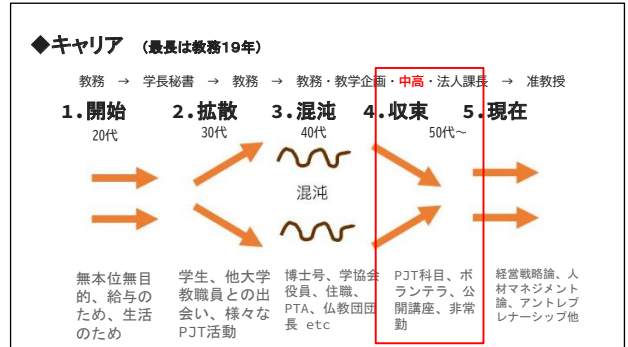 ◆キャリア （最長は教務19年）
教務 → 学長秘書 → 教務 → 教務・教学企画・中高・法人課長 → 准教授
1.開始 2.拡散 3.混沌 4.収束 5.現在
20代 30代 40代 50代～
混沌
無本位無目
的、給与の
ため、生活
のため
学生、他大学
教職員との出
会い、様々な
PJT活動
博士号、学協会
役員、住職、
PTA、仏教団団
長 etc
PJT科目、ボ
ランテラ、公
開講座、非常
勤
経営戦略論、人
材マネジメント
論、アントレプ
レナーシップ他